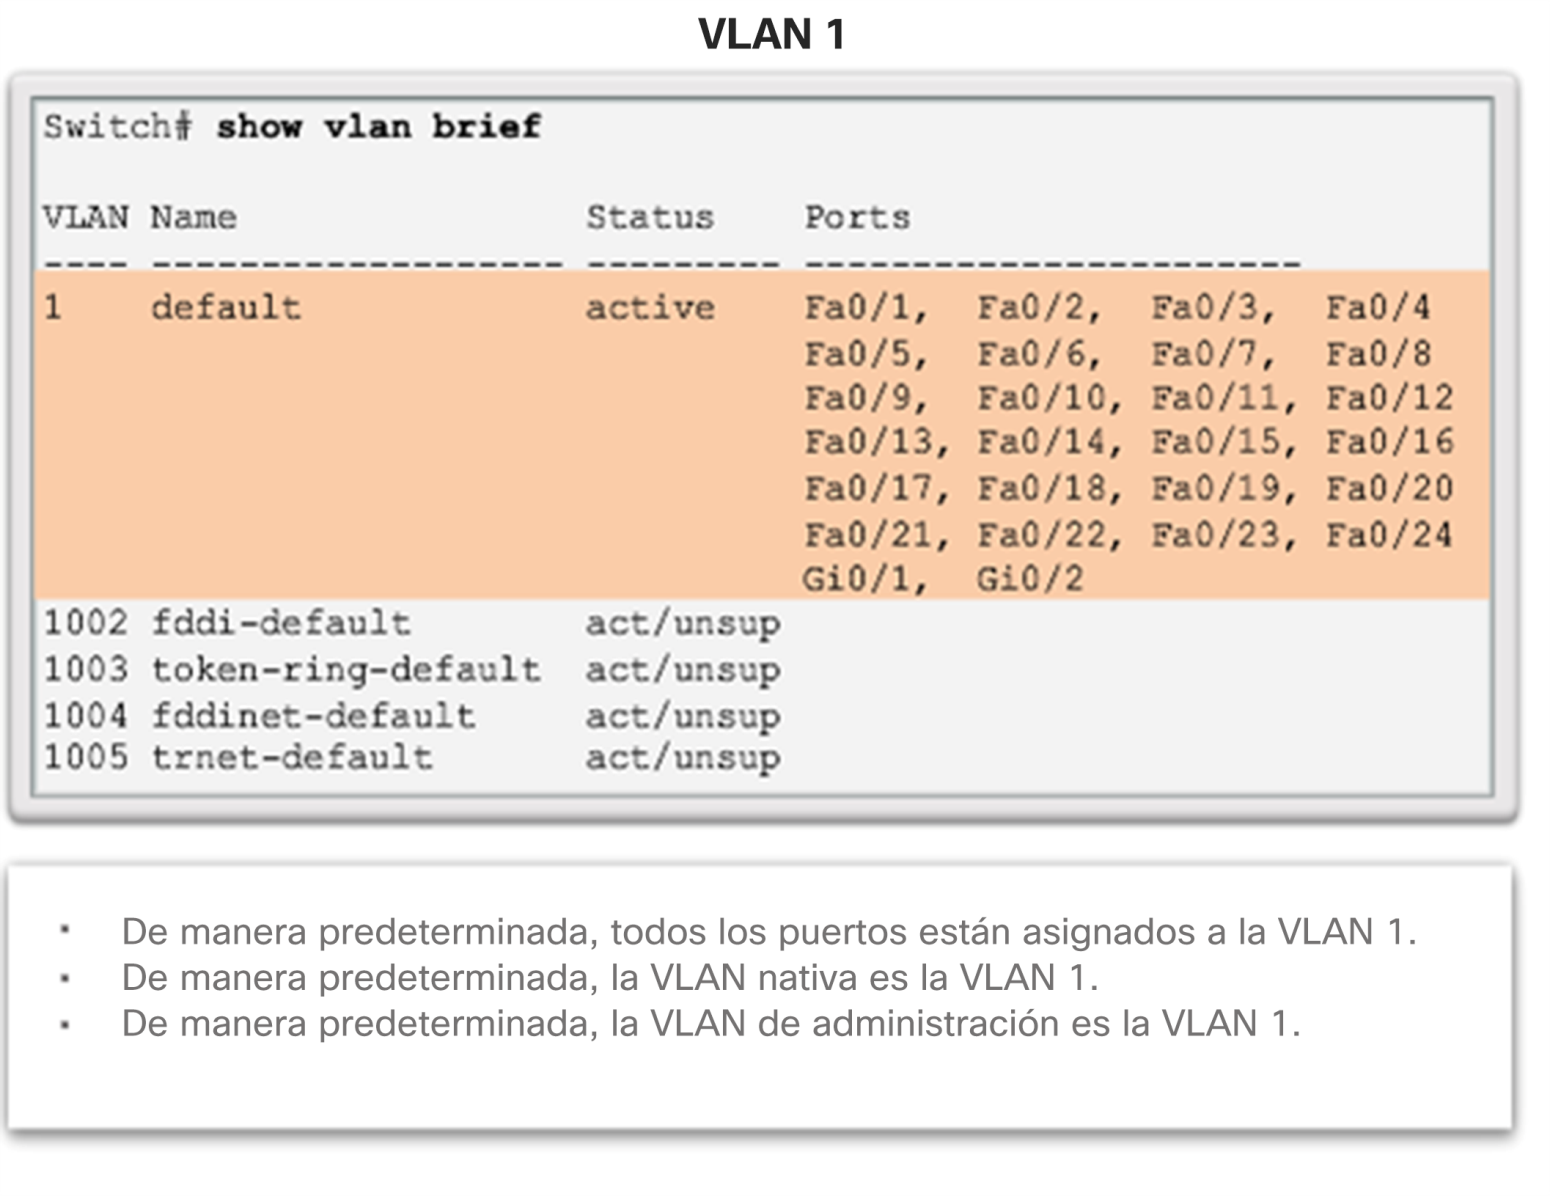 VLAN 1
Switch# show vlan brief
VLAN Name Status Ports
---- ------------------- --------- -----------------------
1 default active Fa0/1, Fa0/2, Fa0/3, Fa0/4
Fa0/5, Fa0/6, Fa0/7, Fa0/8
Fa0/9, Fa0/10, Fa0/11, Fa0/12
Fa0/13, Fa0/14, Fa0/15, Fa0/16
Fa0/17, Fa0/18, Fa0/19, Fa0/20
Fa0/21, Fa0/22, Fa0/23, Fa0/24
Gi0/1, Gi0/2
1002 fddi-default act/unsup
1003 token-ring-default act/unsup
1004 fddinet-default act/unsup
1005 trnet-default act/unsup
▪ De manera predeterminada, todos los puertos están asignados a la VLAN 1.
▪ De manera predeterminada, la VLAN nativa es la VLAN 1.
▪ De manera predeterminada, la VLAN de administración es la VLAN 1.